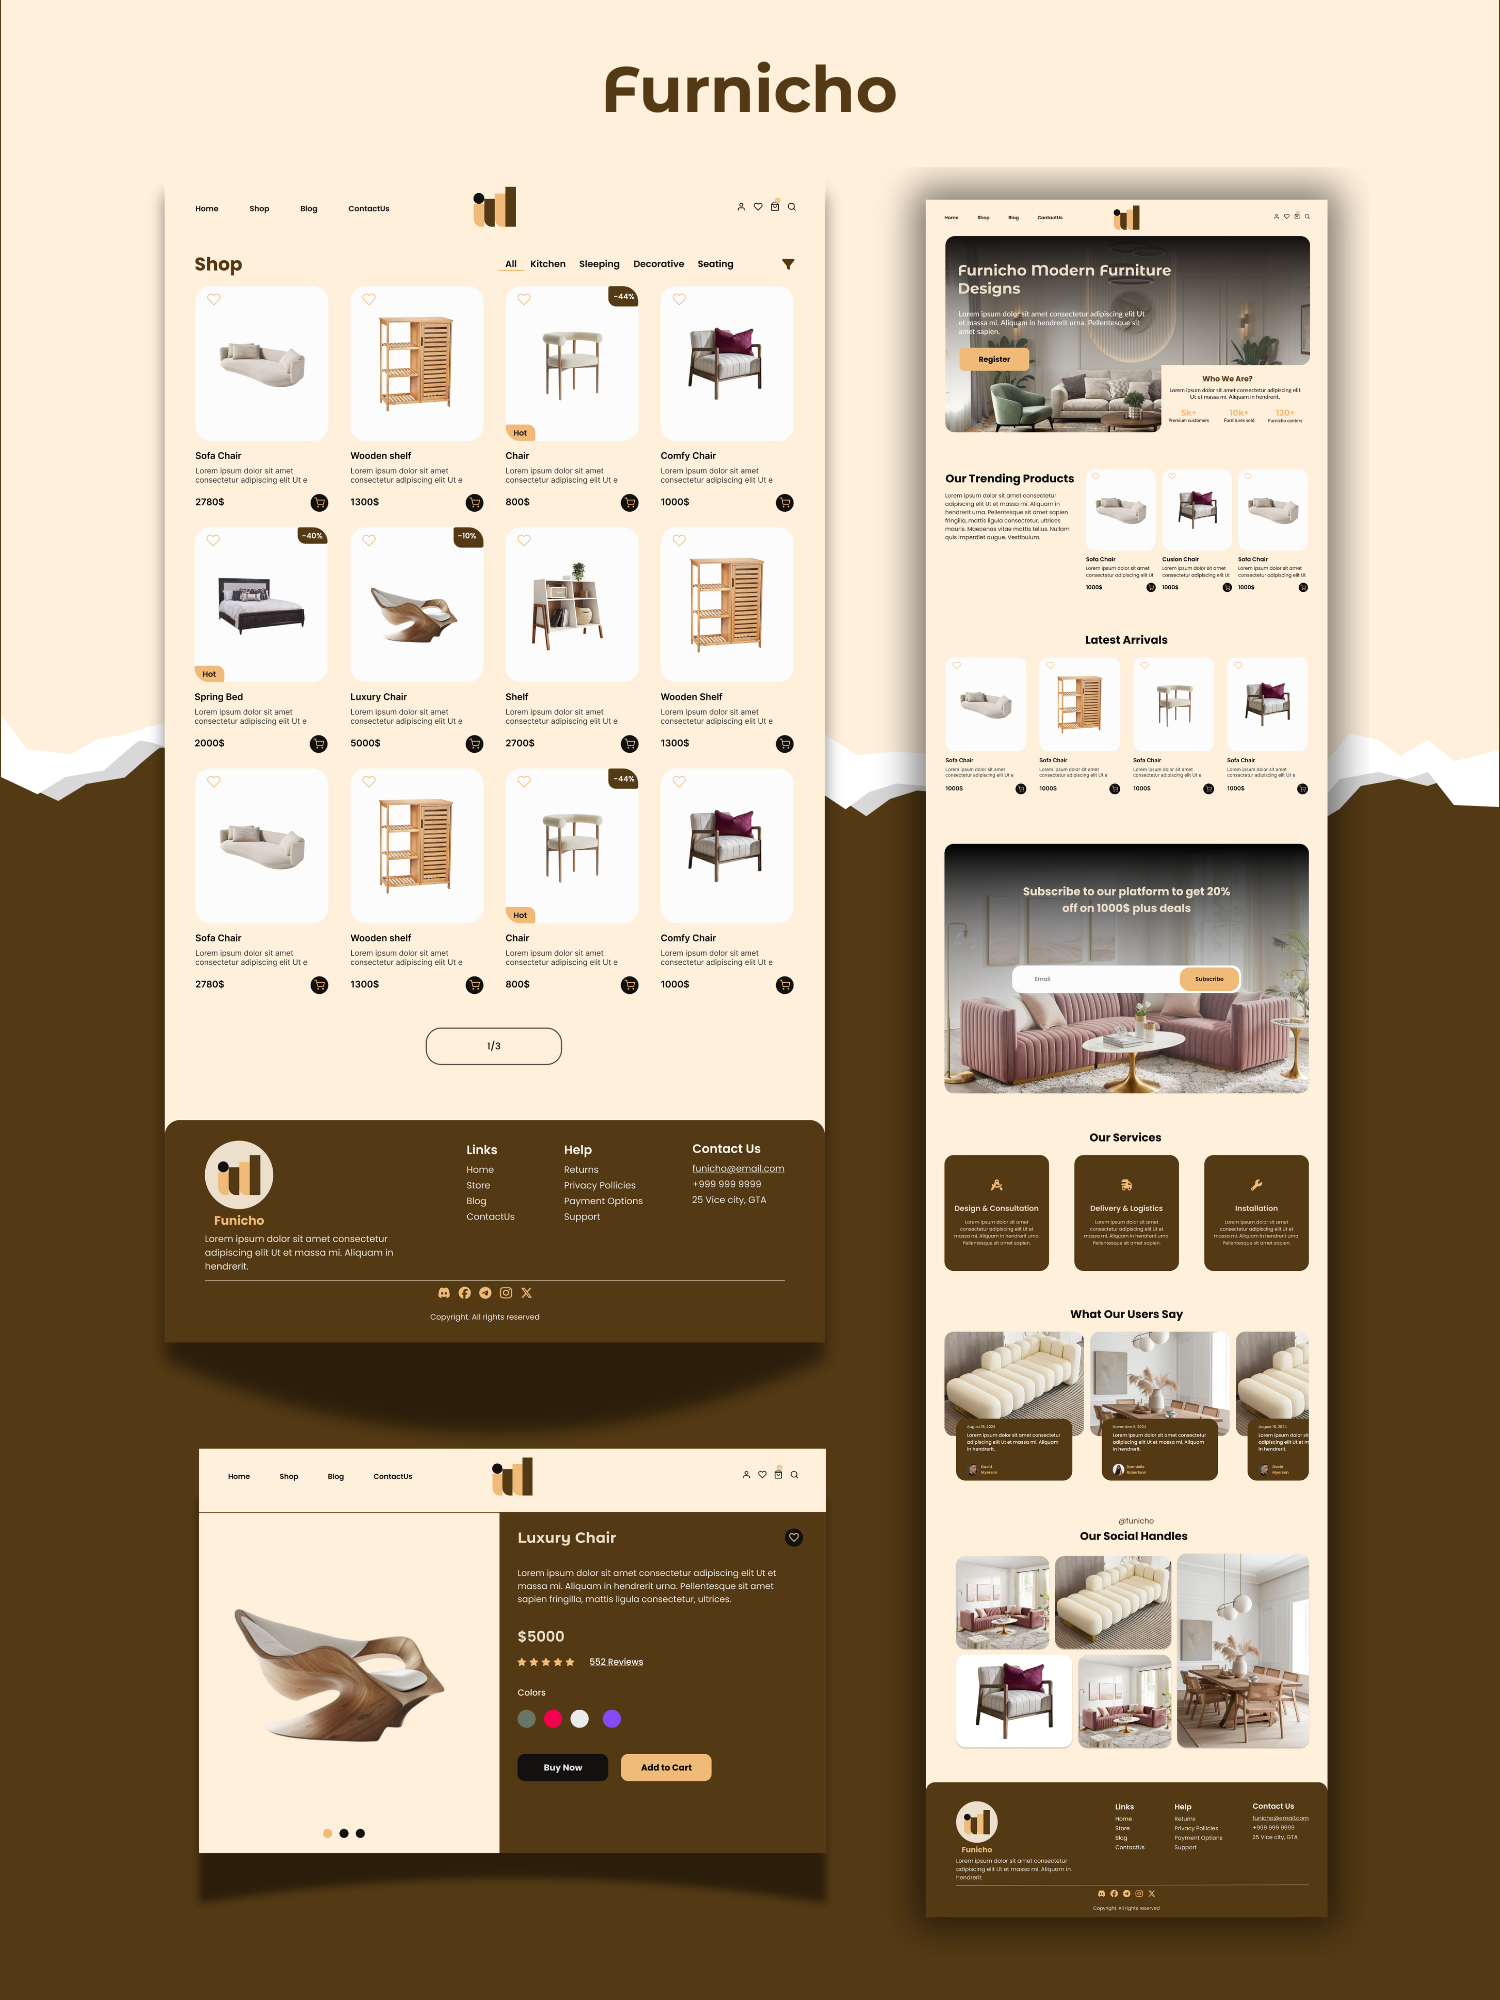 Furnicho
Home Shop Blog ContactUs
Shop
All Kitchen Sleeping Decorative Seating
-44%
Hot
Sofa Chair
Lorem ipsum dolor sit amet
consectetur adipiscing elit Ut e
2780$
Wooden shelf
Lorem ipsum dolor sit amet
consectetur adipiscing elit Ut e
1300$
Chair
Lorem ipsum dolor sit amet
consectetur adipiscing elit Ut e
800$
Comfy Chair
Lorem ipsum dolor sit amet
consectetur adipiscing elit Ut e
1000$
-40%
-10%
Hot
Spring Bed
Lorem ipsum dolor sit amet
consectetur adipiscing elit Ut e
2000$
Luxury Chair
Lorem ipsum dolor sit amet
consectetur adipiscing elit Ut e
5000$
Shelf
Lorem ipsum dolor sit amet
consectetur adipiscing elit Ut e
2700$
Wooden Shelf
Lorem ipsum dolor sit amet
consectetur adipiscing elit Ut e
1300$
-44%
Hot
Sofa Chair
Lorem ipsum dolor sit amet
consectetur adipiscing elit Ut e
2780$
Wooden shelf
Lorem ipsum dolor sit amet
consectetur adipiscing elit Ut e
1300$
Chair
Lorem ipsum dolor sit amet
consectetur adipiscing elit Ut e
800$
Comfy Chair
Lorem ipsum dolor sit amet
consectetur adipiscing elit Ut e
1000$
1/3
Funicho
Lorem ipsum dolor sit amet consectetur
adipiscing elit Ut et massa mi. Aliquam in
hendrerit.
Links
Home
Store
Blog
ContactUs
Help
Returns
Privacy Pollicies
Payment Options
Support
Contact Us
funicho@email.com
+999 999 9999
25 Vice city, GTA
Copyright. All rights reserved
Home Shop Blog ContactUs
Luxury Chair
Lorem ipsum dolor sit amet consectetur adipiscing elit Ut et
massa mi. Aliquam in hendrerit urna. Pellentesque sit amet
sapien fringilla, mattis ligula consectetur, ultrices.
$5000
552 Reviews
Colors
Buy Now
Add to Cart
Home Shop Blog ContactUs
Furnicho Modern Furniture
Designs
Lorem ipsum dolor sit amet consectetur adipiscing elit Ut
et massa mi. Aliquam in hendrerit urna. Pellentesque sit
amet sapien.
Register
Who We Are?
Lorem ipsum dolor sit amet consectetur adipiscing elit
Ut et massa mi. Aliquam in hendrerit.
5k+ 10k+ 120+
Premium customers Furnitures sold Furnicho centers
Our Trending Products
Lorem ipsum dolor sit amet consectetur
adipiscing elit Ut et massa mi. Aliquam in
hendrerit urna. Pellentesque sit amet sapien
fringilla, mattis ligula consectetur, ultrices
mauris. Maecenas vitae mattis tellus. Nullam
quis imperdiet augue. Vestibulum.
Sofa Chair
Lorem ipsum dolor sit amet
consectetur adipiscing elit Ut
1000$
Cusion Chair
Lorem ipsum dolor sit amet
consectetur adipiscing elit Ut
1000$
Sofa Chair
Lorem ipsum dolor sit amet
consectetur adipiscing elit Ut
1000$
Latest Arrivals
Sofa Chair
Lorem ipsum dolor sit amet
consectetur adipiscing elit Ut e
1000$
Sofa Chair
Lorem ipsum dolor sit amet
consectetur adipiscing elit Ut e
1000$
Sofa Chair
Lorem ipsum dolor sit amet
consectetur adipiscing elit Ut e
1000$
Sofa Chair
Lorem ipsum dolor sit amet
consectetur adipiscing elit Ut e
1000$
Subscribe to our platform to get 20%
off on 1000$ plus deals
Email
Subscribe
Our Services
Design & Consultation
Lorem ipsum dolor sit amet
consectetur adipiscing elit Ut et
massa mi. Aliquam in hendrerit urna.
Pellentesque sit amet sapien.
Delivery & Logistics
Lorem ipsum dolor sit amet
consectetur adipiscing elit Ut et
massa mi. Aliquam in hendrerit urna.
Pellentesque sit amet sapien.
Installation
Lorem ipsum dolor sit amet
consectetur adipiscing elit Ut et
massa mi. Aliquam in hendrerit urna.
Pellentesque sit amet sapien.
What Our Users Say
August 18, 2024
Lorem ipsum dolor sit amet consectetur
ad piscing elit Ut et massa mi. Aliquam
in hendrerit.
David
Myerson
2024
Lorem ipsum dolor sit amet consectetur
adipiscing elit Ut et massa mi. Aliquam
in hendrerit.
Robertson
August 18, 2024
Lorem ipsum dolor sit
adipiscing elit Ut et m
in hendrerit.
David
Myerson
@funicho
Our Social Handles
Funicho
Lorem ipsum dolor sit amet consectetur
adipiscing elit Ut et massa mi. Aliquam in
hendrerit.
Links
Home
Store
Blog
ContactUs
Help
Returns
Privacy Pollicies
Payment Options
Support
Contact Us
funicho@email.com
+999 999 9999
25 Vice city, GTA
Copyright. All rights reserved